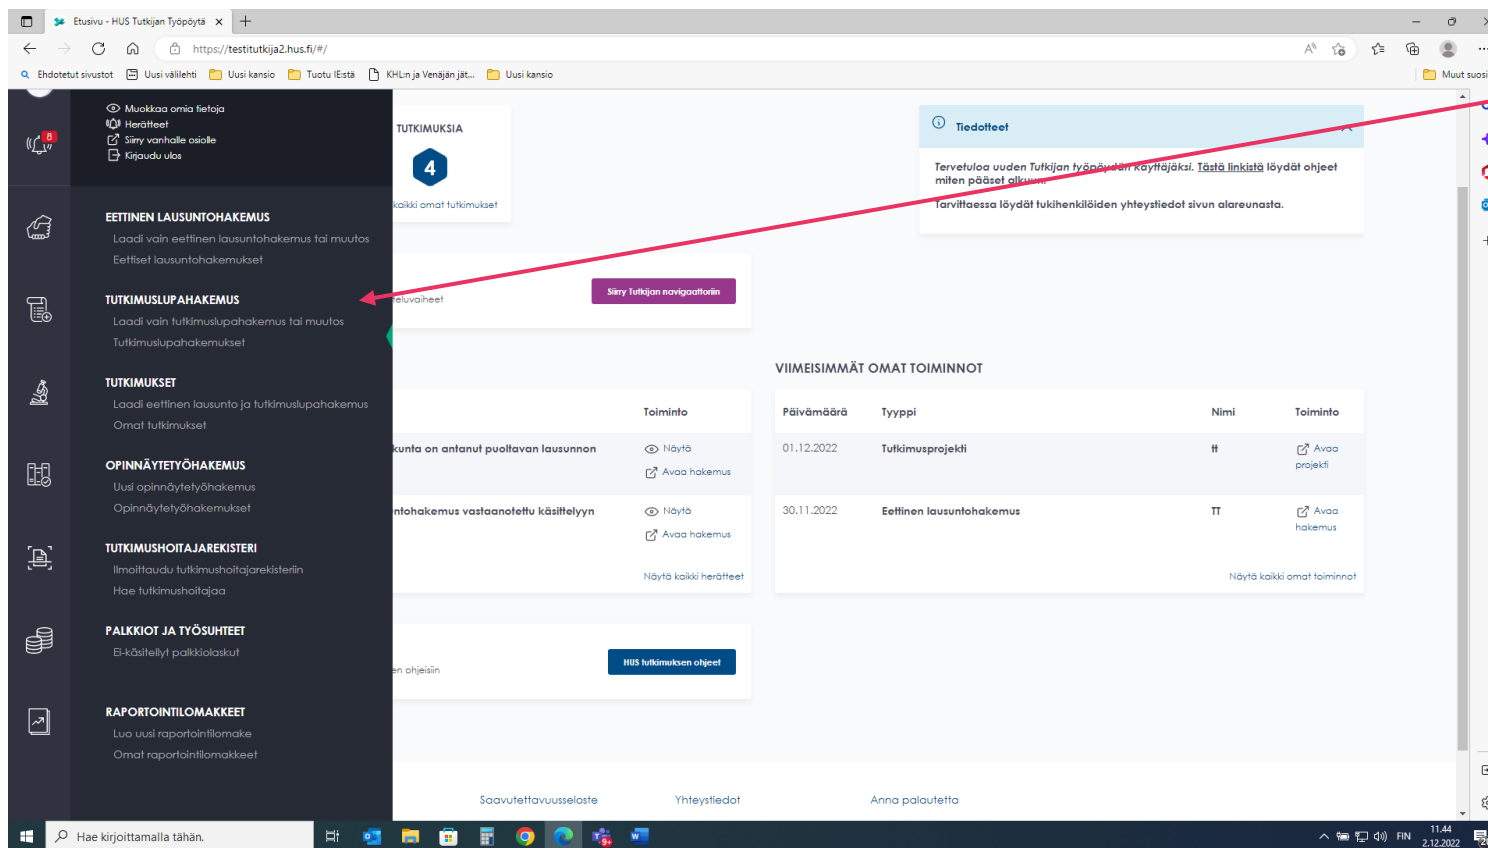 Etusivu - HUS Tutkijan Työpöytä
https://testitutkija2.hus.fi/#/
Ehdotetut sivustot
Uusi välilehti
Uusi kansio
Tuotu IE:stä
KHL:n ja Venäjän jät...
Uusi kansio
Muut suosi
8
Muokkaa omia tietoja
Herätteet
Siirry vanhalle osiolle
Kirjaudu ulos
EETTINEN LAUSUNTOHAKEMUS
Laadi vain eettinen lausuntohakemus tai muutos
Eettiset lausuntohakemukset
TUTKIMUSLUPAHAKEMUS
Laadi vain tutkimuslupahakemus tai muutos
Tutkimuslupahakemukset
TUTKIMUKSET
Laadi eettinen lausunto ja tutkimuslupahakemus
Omat tutkimukset
OPINNÄYTETYÖHAKEMUS
Uusi opinnäytetyöhakemus
Opinnäytetyöhakemukset
TUTKIMUSHOITAJAREKISTERI
Ilmoittaudu tutkimushoitajarekisteriin
Hae tutkimushoitajaa
PALKKIOT JA TYÖSUHTEET
Ei-käsitellyt palkkiolaskut
RAPORTOINTILOMAKKEET
Luo uusi raportointilomake
Omat raportointilomakkeet
TUTKIMUKSIA
4
kaikki omat tutkimukset
Tiedotteet
Tervetuloa uuden Tutkijan työpöydän käyttäjäksi. Tästä linkistä löydät ohjeet
miten pääset alkuun.
Tarvittaessa löydät tukihenkilöiden yhteystiedot sivun alareunasta.
teluvaiheet
Siirry Tutkijan navigaattoriin
Toiminto
kunta on antanut puoltavan lausunnon
Näytä
Avaa hakemus
ntohakemus vastaanotettu käsittelyyn
Näytä
Avaa hakemus
Näytä kaikki herätteet
VIIMEISIMMÄT OMAT TOIMINNOT
Päivämäärä Tyyppi Nimi Toiminto
01.12.2022 Tutkimusprojekti tt Avaa
projekti
30.11.2022 Eettinen lausuntohakemus TT Avaa
hakemus
Näytä kaikki omat toiminnot
en ohjeisiin
HUS tutkimuksen ohjeet
Saavutettavuusseloste
Yhteystiedot
Anna palautetta
Hae kirjoittamalla tähän.
9+
FIN
11.44
2.12.2022